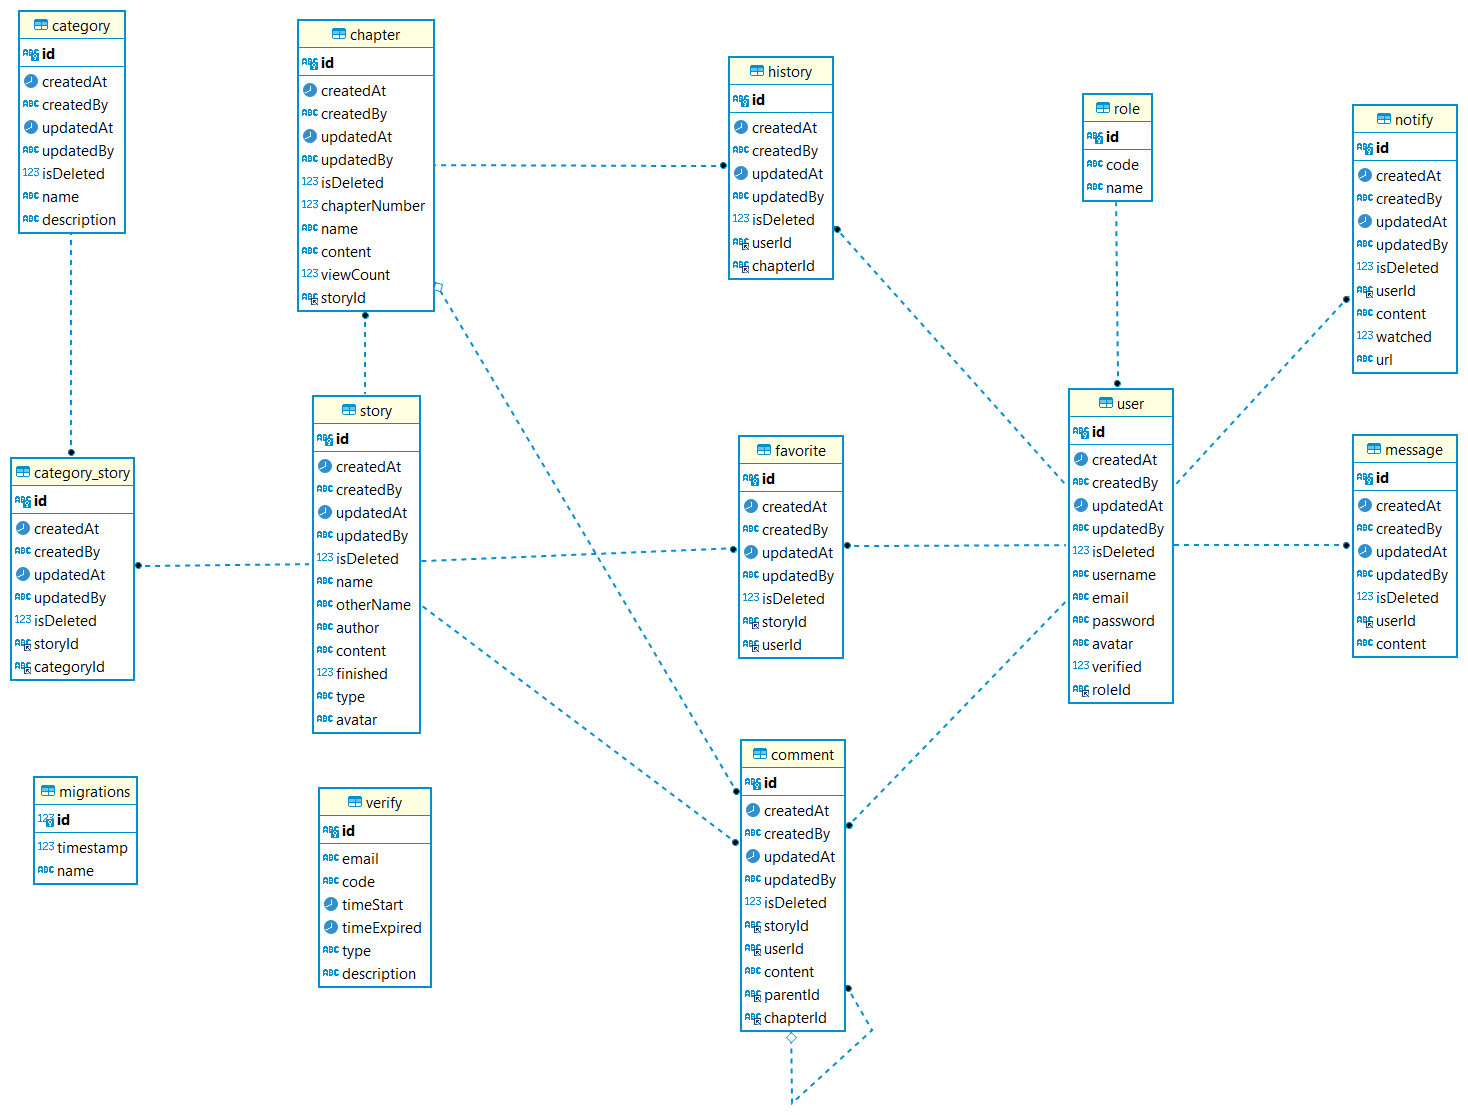 category
id
createdAt
createdBy
updatedAt
updatedBy
isDeleted
name
description
chapter
id
createdAt
createdBy
updatedAt
updatedBy
isDeleted
chapterNumber
name
content
viewCount
storyId
history
id
createdAt
createdBy
updatedAt
updatedBy
isDeleted
userId
chapterId
role
id
code
name
notify
id
createdAt
createdBy
updatedAt
updatedBy
isDeleted
userId
content
watched
url
category_story
id
createdAt
createdBy
updatedAt
updatedBy
isDeleted
storyId
categoryId
story
id
createdAt
createdBy
updatedAt
updatedBy
isDeleted
name
otherName
author
content
finished
type
avatar
favorite
id
createdAt
createdBy
updatedAt
updatedBy
isDeleted
storyId
userId
user
id
createdAt
createdBy
updatedAt
updatedBy
isDeleted
username
email
password
avatar
verified
roleId
message
id
createdAt
createdBy
updatedAt
updatedBy
isDeleted
userId
content
migrations
id
timestamp
name
verify
id
email
code
timeStart
timeExpired
type
description
comment
id
createdAt
createdBy
updatedAt
updatedBy
isDeleted
storyId
userId
content
parentId
chapterId